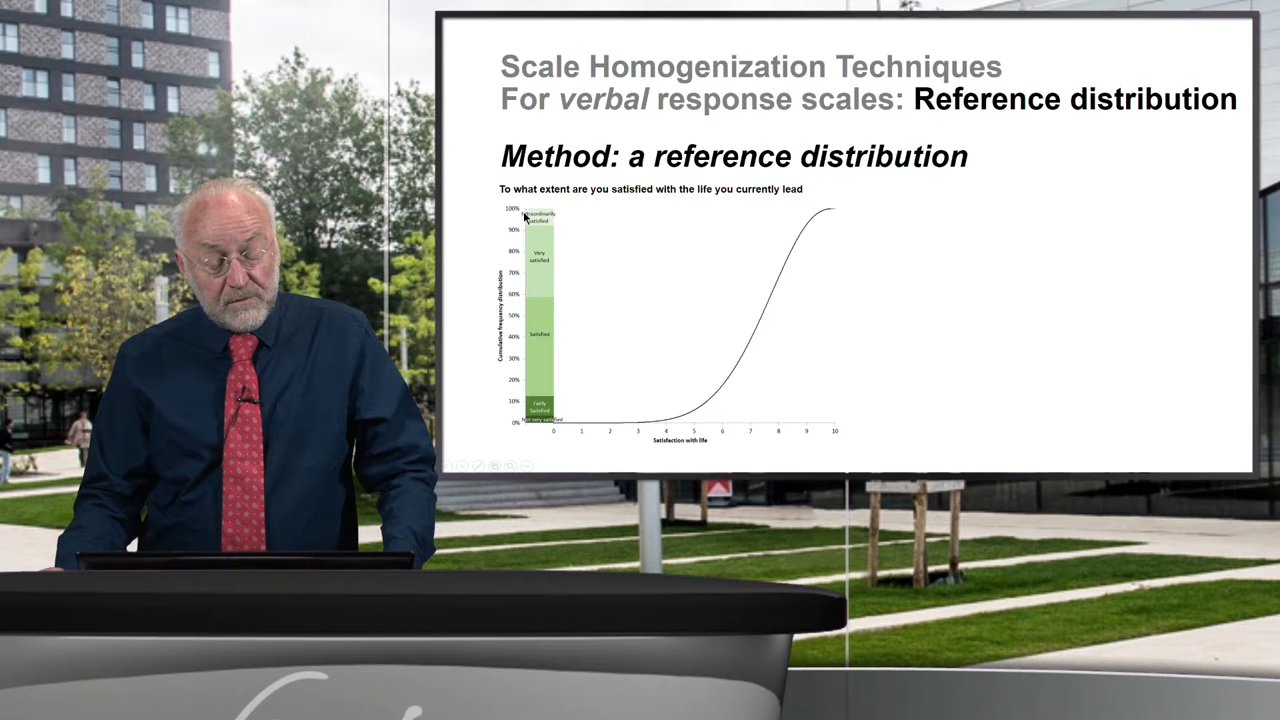 Scale Homogenization Techniques
For verbal response scales: Reference distribution
Method: a reference distribution
To what extent are you satisfied with the life you currently lead
100%
90%
80%
70%
60%
50%
40%
30%
20%
10%
0%
Cumulative frequency distribution
Extraordinarily
satisfied
Very
satisfied
Satisfied
Fairly
Satisfied
Not very satisfied
0 1 2 3 4 5 6 7 8 9 10
Satisfaction with life